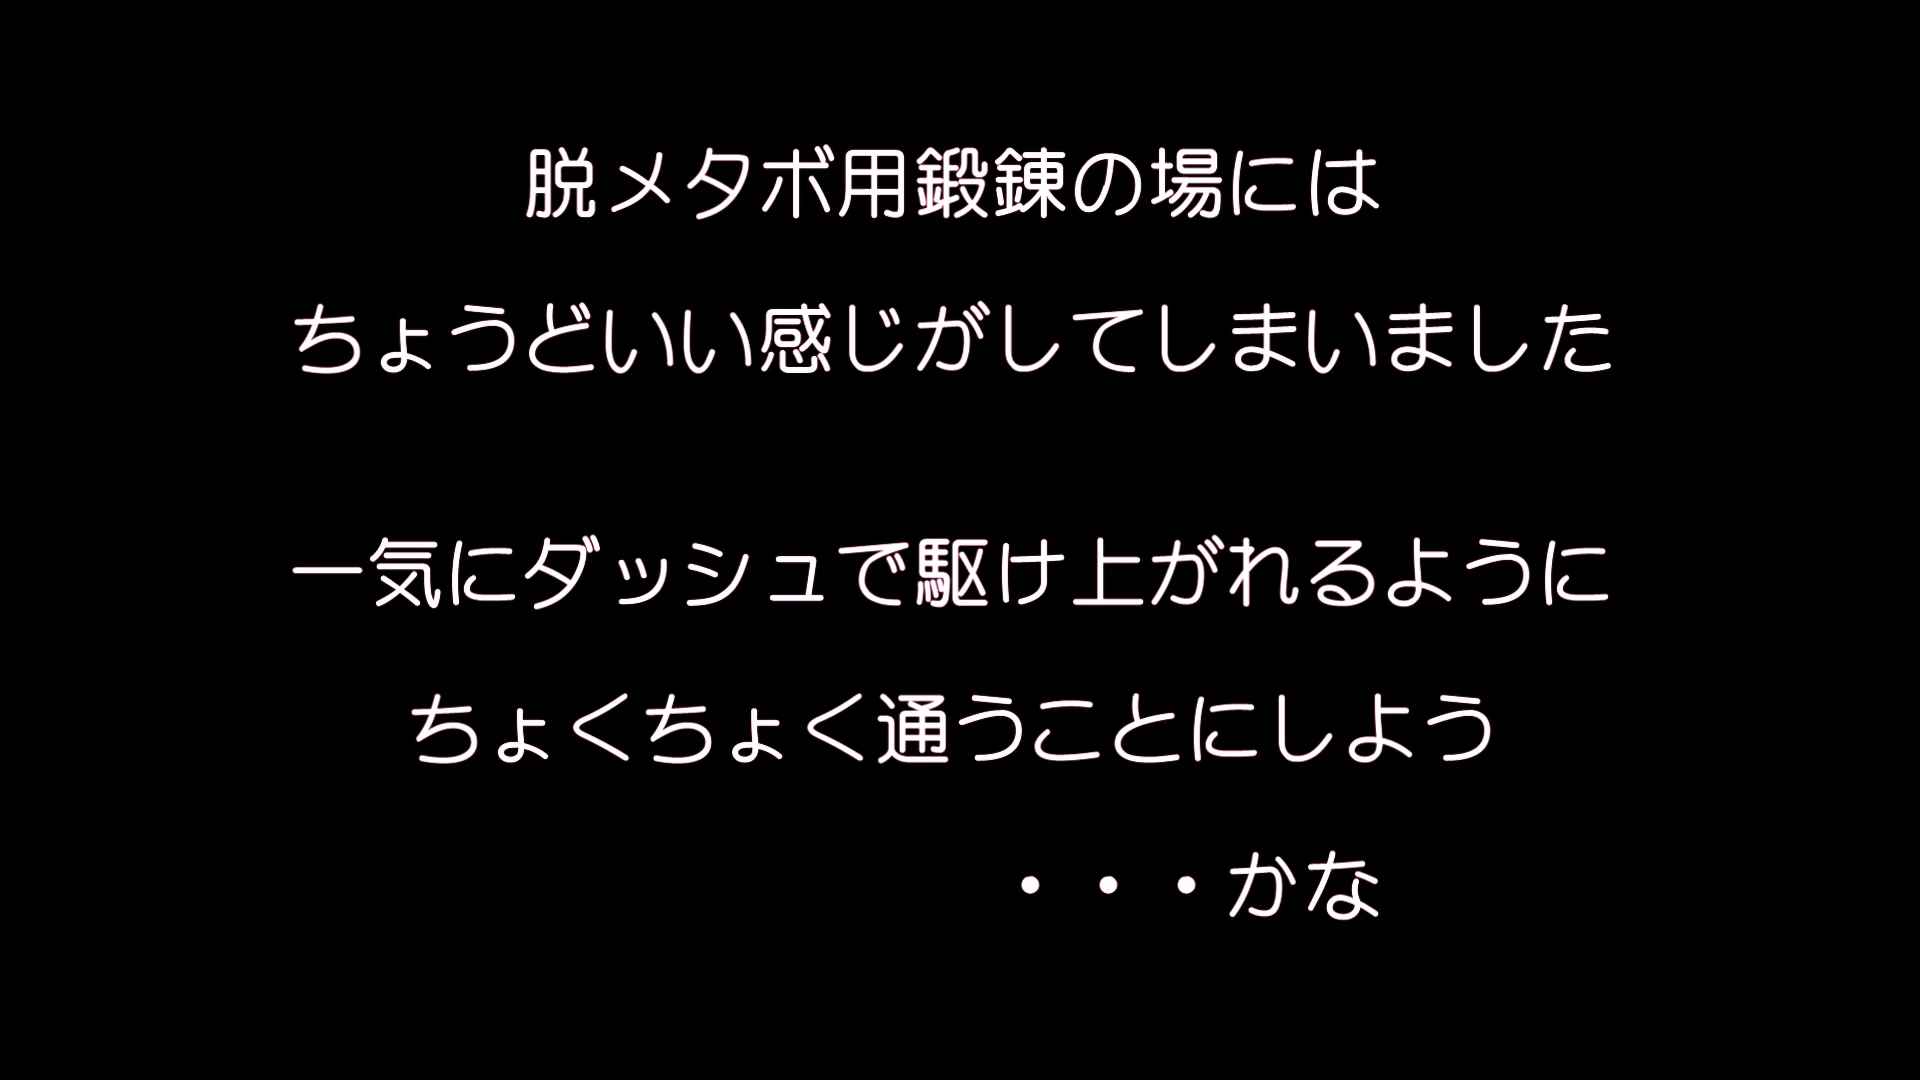 脱メタボ用鍛錬の場には
ちょうどいい感じがしてしまいました
一気にダッシュで駆け上がれるように
ちょくちょく通うことにしよう
・・・かな